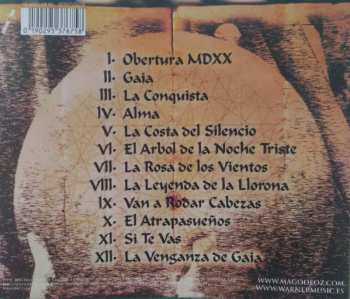 0190295376758
I. Obertura MDXX
II. Gaia
III. La Conquista
IV. Alma
V. La Costa del Silencio
VI. El Arbol de la Noche Triste
VII. La Rosa de los Vientos
VIII. La Leyenda de la Llorona
IX. Van a Rodar Cabezas
X. El Atrapasueños
XI. Si Te Vas
XII. La Venganza de Gaia
WWW.MAGODEOZ.COM
WWW.WARNERMUSIC.ES